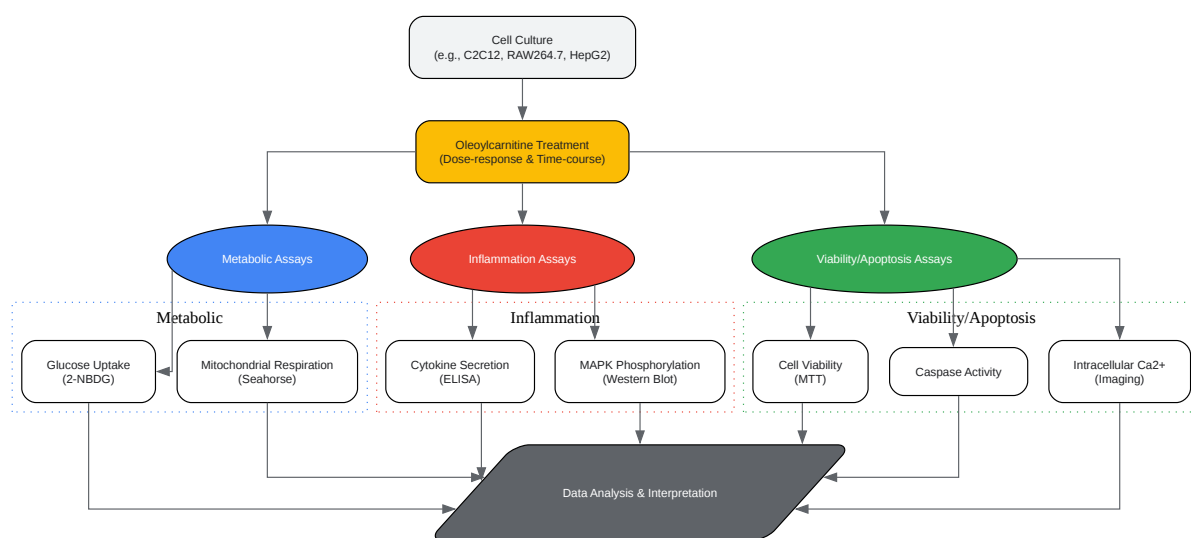 Cell Culture
(e.g., C2C12, RAW264.7, HepG2)
Oleoylcarnitine Treatment
(Dose-response & Time-course)
Metabolic Assays
Inflammation Assays
Viability/Apoptosis Assays
Metabolic
Inflammation
Viability/Apoptosis
Glucose Uptake
(2-NBDG)
Mitochondrial Respiration
(Seahorse)
Cytokine Secretion
(ELISA)
MAPK Phosphorylation
(Western Blot)
Cell Viability
(MTT)
Caspase Activity
Intracellular Ca2+
(Imaging)
Data Analysis & Interpretation